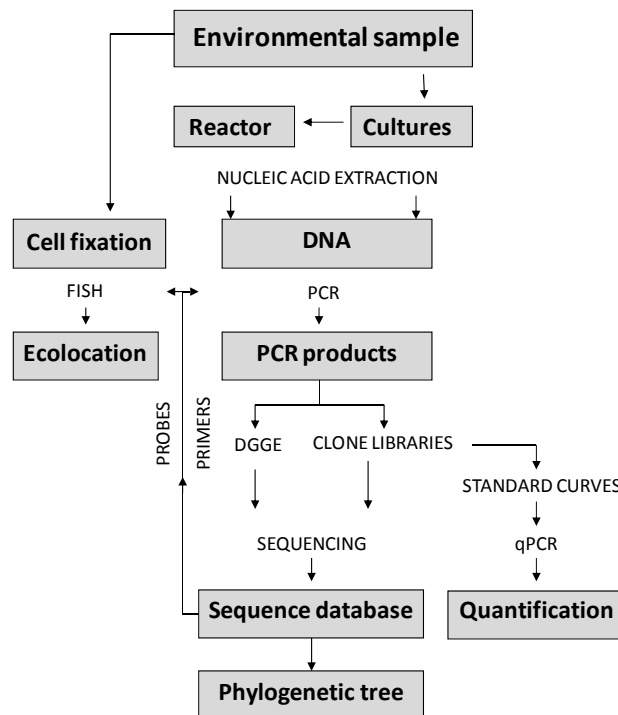 Environmental sample
Reactor
Cultures
NUCLEIC ACID EXTRACTION
Cell fixation
DNA
FISH
PCR
Ecolocation
PCR products
PROBES
PRIMERS
DGGE
CLONE LIBRARIES
STANDARD CURVES
SEQUENCING
qPCR
Sequence database
Quantification
Phylogenetic tree